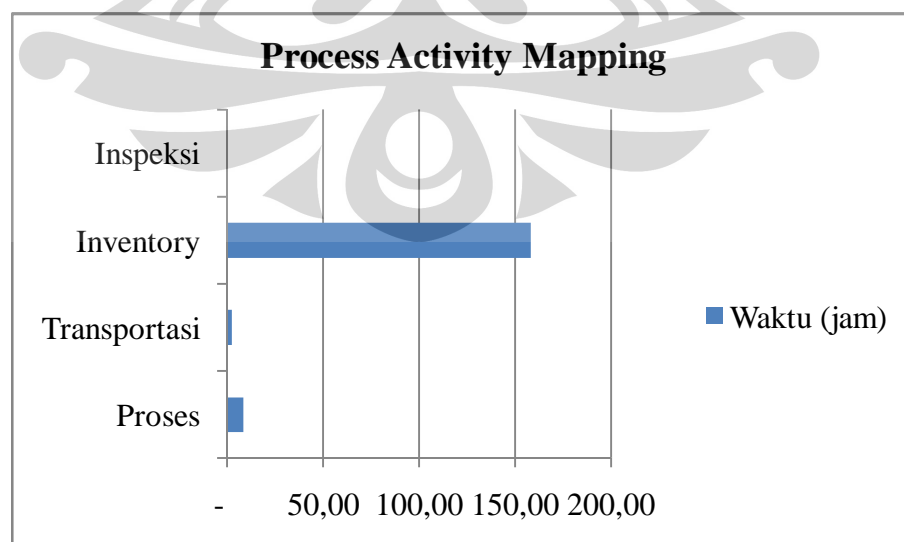 Process Activity Mapping
Inspeksi
Inventory
Transportasi
Proses
Waktu (jam)
- 50,00 100,00 150,00 200,00